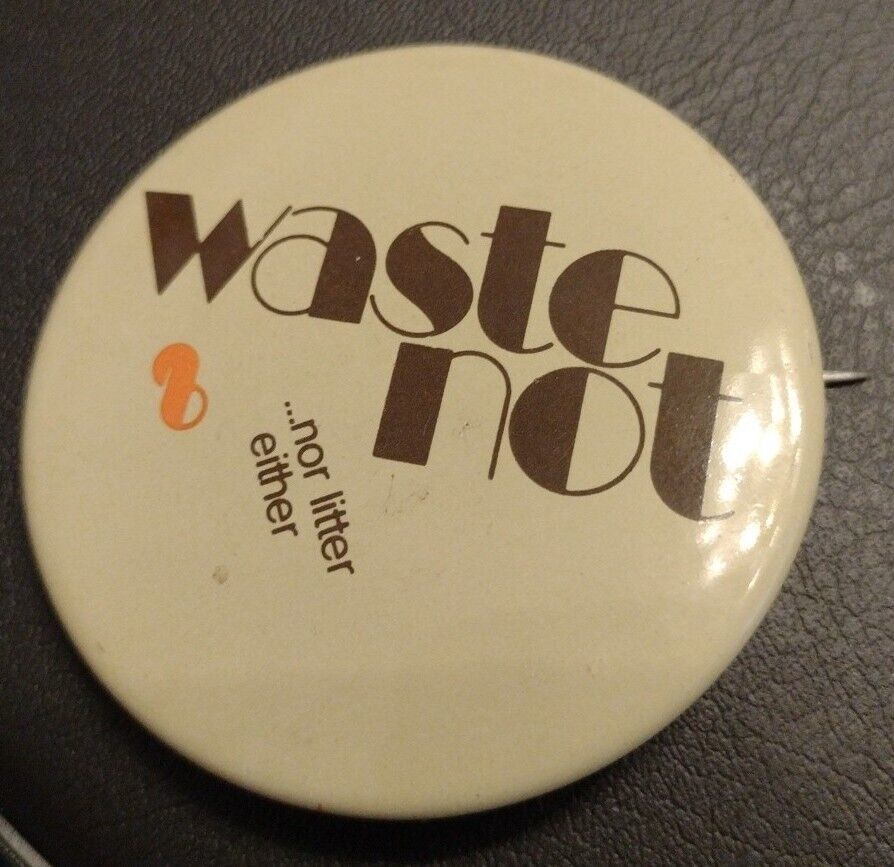 waste
not
...nor litter
either